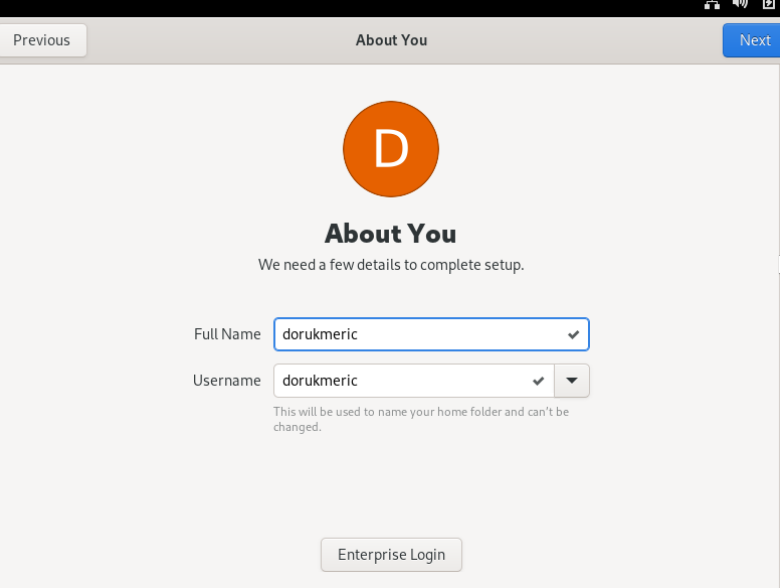 Previous
About You
Next
D
About You
We need a few details to complete setup.
Full Name
dorukmeric
Username
dorukmeric
This will be used to name your home folder and can't be
changed.
Enterprise Login